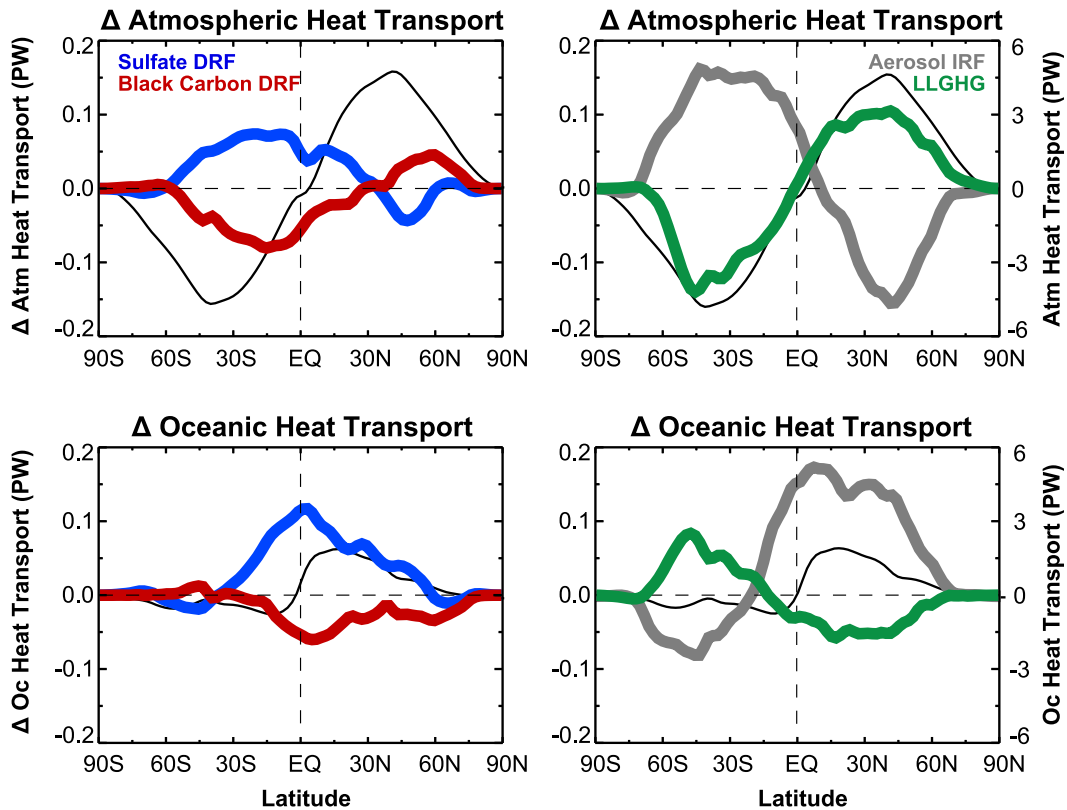 Δ Atmospheric Heat Transport
Δ Atmospheric Heat Transport
Δ Atm Heat Transport (PW)
0.2
0.1
0.0
-0.1
-0.2
Sulfate DRF
Black Carbon DRF
90S 60S 30S EQ 30N 60N 90N
0.2
0.1
0.0
-0.1
-0.2
Aerosol IRF
LLGHG
6
3
0
-3
-6
Atm Heat Transport (PW)
90S 60S 30S EQ 30N 60N 90N
Δ Oceanic Heat Transport
Δ Oceanic Heat Transport
Δ Oc Heat Transport (PW)
0.2
0.1
0.0
-0.1
-0.2
90S 60S 30S EQ 30N 60N 90N
Latitude
0.2
0.1
0.0
-0.1
-0.2
6
3
0
-3
-6
Oc Heat Transport (PW)
90S 60S 30S EQ 30N 60N 90N
Latitude